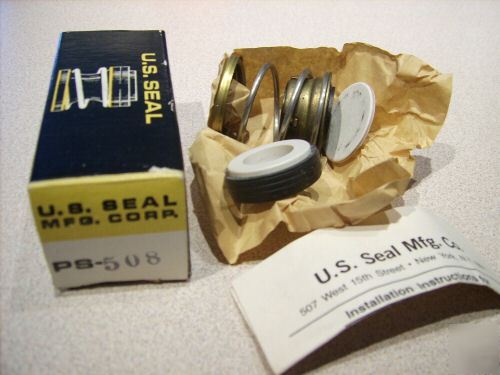 U.S. SEAL
U.S. SEAL
MFG. CORP.
PS-508
U.S. Seal Mfg. Co
507 West 15th Street • New York, N.
Installation Instructions